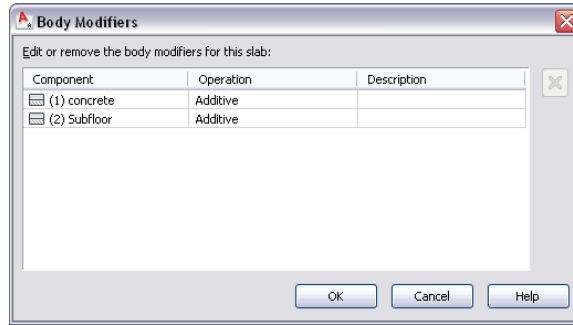 Body Modifiers
Edit or remove the body modifiers for this slab:
Component Operation Description
(1) concrete Additive
(2) Subfloor Additive
OK Cancel Help